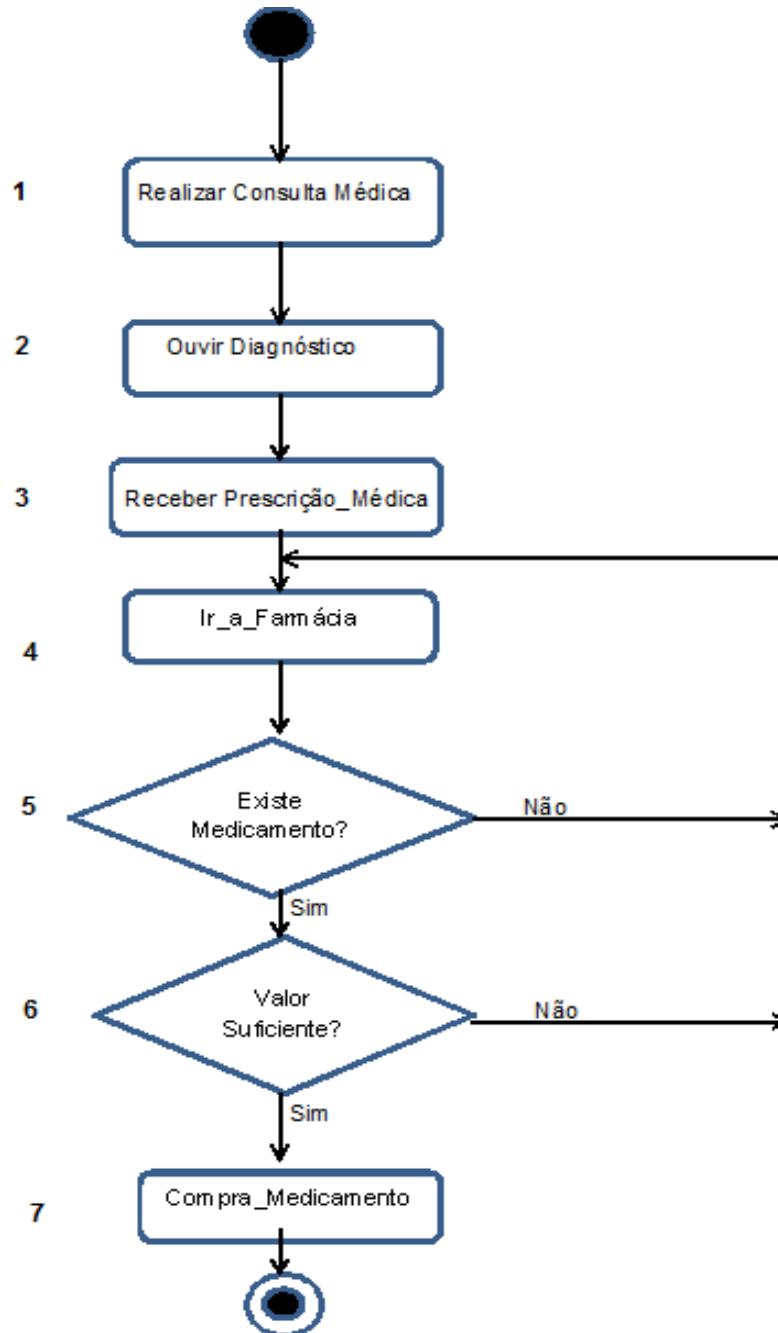 1
Realizar Consulta Médica
2
Ouvir Diagnóstico
3
Receber Prescrição_Médica
Ir_a_Farmácia
4
5
Existe
Medicamento?
Não
Sim
6
Valor
Suficiente?
Não
Sim
Compra_Medicamento
7